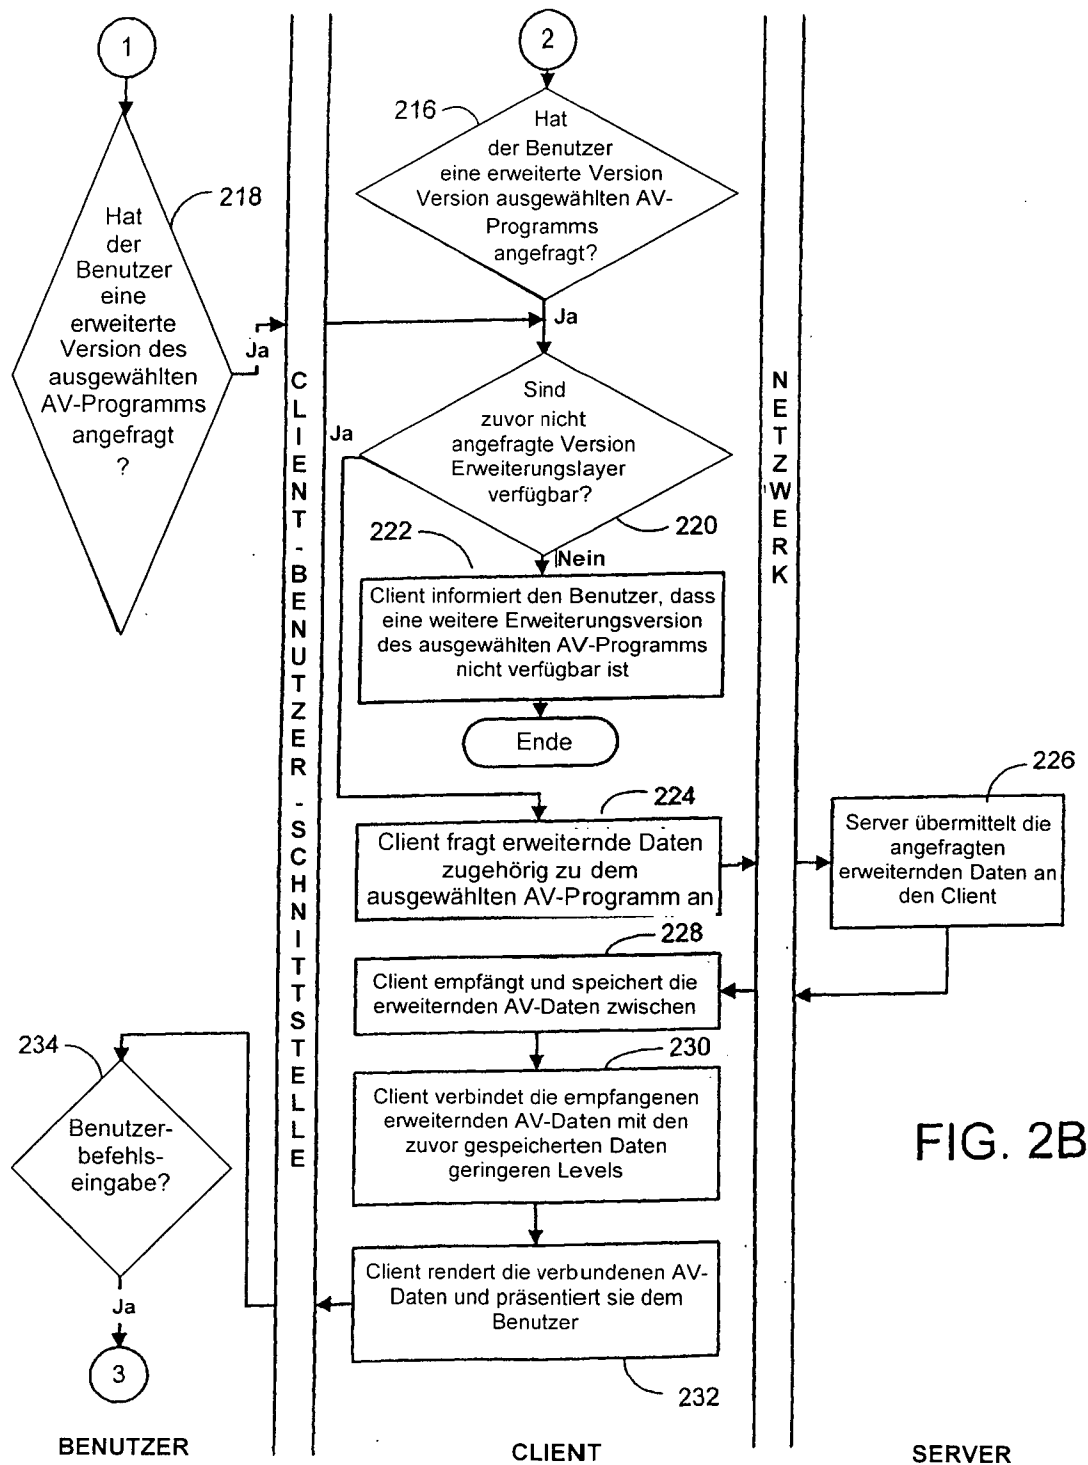 1
2
216
Hat
der Benutzer
eine erweiterte Version
Version ausgewählten AV-
Programms
angefragt?
218
Hat
der
Benutzer
eine
erweiterte
Version des
ausgewählten
AV-Programms
angefragt
?
Ja
Ja
CLIENT-BENUTZER-SCHNITTSTELLE
NETZWERK
Sind
zuvor nicht
angefragte Version
Erweiterungslayer
verfügbar?
Ja
220
222
Nein
Client informiert den Benutzer, dass
eine weitere Erweiterungsversion
des ausgewählten AV-Programms
nicht verfügbar ist
Ende
224
Client fragt erweiternde Daten
zugehörig zu dem
ausgewählten AV-Programm an
226
Server übermittelt die
angefragten
erweiternden Daten an
den Client
228
Client empfängt und speichert die
erweiternden AV-Daten zwischen
230
Client verbindet die empfangenen
erweiternden AV-Daten mit den
zuvor gespeicherten Daten
geringeren Levels
234
Benutzer-
befehls-
eingabe?
Ja
3
Client rendert die verbundenen AV-
Daten und präsentiert sie dem
Benutzer
232
FIG. 2B
BENUTZER
CLIENT
SERVER